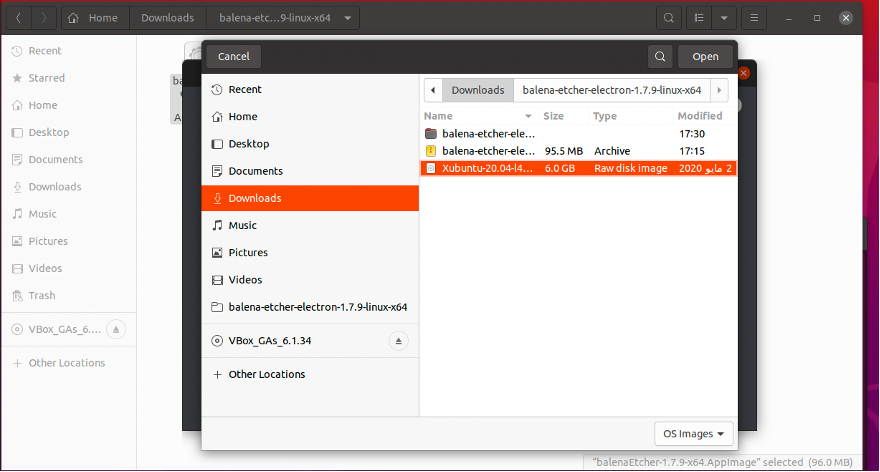 Home Downloads balena-etc...9-linux-x64
Recent
Starred
Home
Desktop
Documents
Downloads
Music
Pictures
Videos
Trash
VBox_GAs_6....
Other Locations
Cancel Open
Recent
Home
Desktop
Documents
Downloads
Music
Pictures
Videos
balena-etcher-electron-1.7.9-linux-x64
VBox_GAs_6.1.34
Other Locations
Downloads balena-etcher-electron-1.7.9-linux-x64
Name Size Type Modified
balena-etcher-ele... 17:30
balena-etcher-ele... 95.5 MB Archive 17:15
Xubuntu-20.04-l4... 6.0 GB Raw disk image 2 مايو 2020
OS Images
"balenaEtcher-1.7.9-x64.AppImage" selected (96.0 MB)